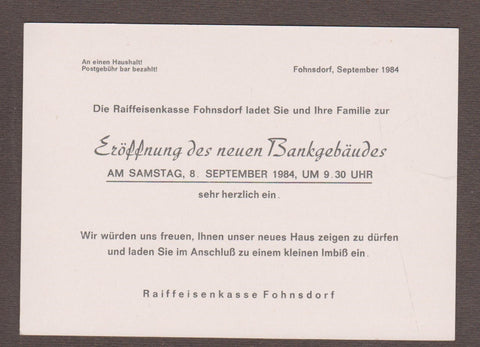 An einen Haushalt!
Postgebühr bar bezahlt!
Fohnsdorf, September 1984
Die Raiffeisenkasse Fohnsdorf ladet Sie und Ihre Familie zur
Eröffnung des neuen Bankgebäudes
AM SAMSTAG, 8. SEPTEMBER 1984, UM 9.30 UHR
sehr herzlich ein.
Wir würden uns freuen, Ihnen unser neues Haus zeigen zu dürfen
und laden Sie im Anschluß zu einem kleinen Imbiß ein.
Raiffeisenkasse Fohnsdorf